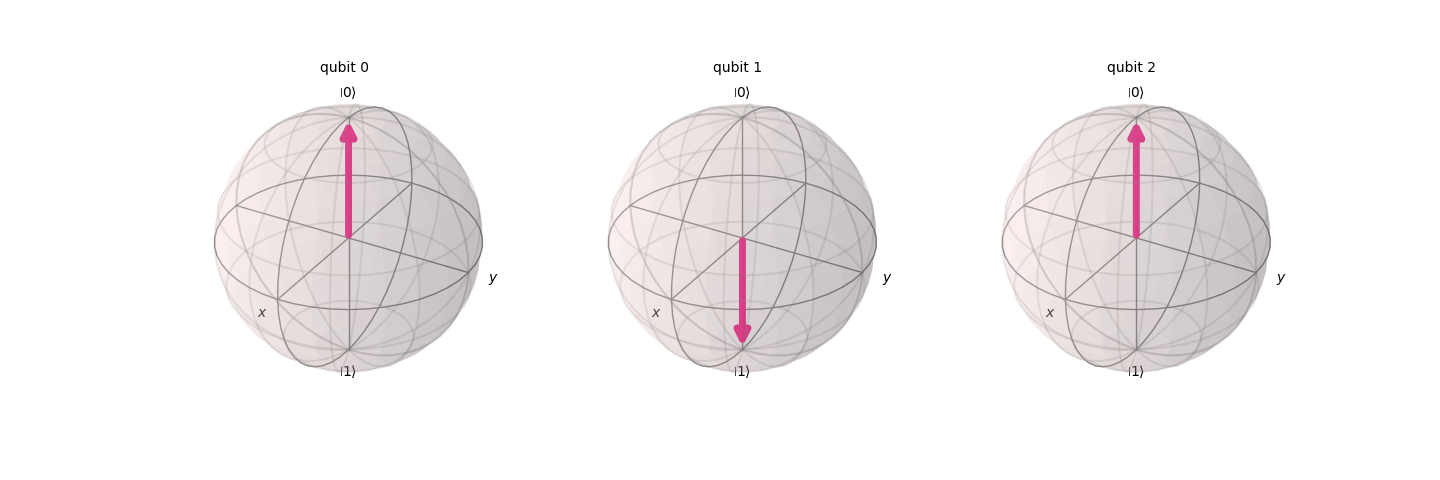 qubit 0
|0⟩
x
y
|1⟩
qubit 1
|0⟩
x
y
|1⟩
qubit 2
|0⟩
x
y
|1⟩